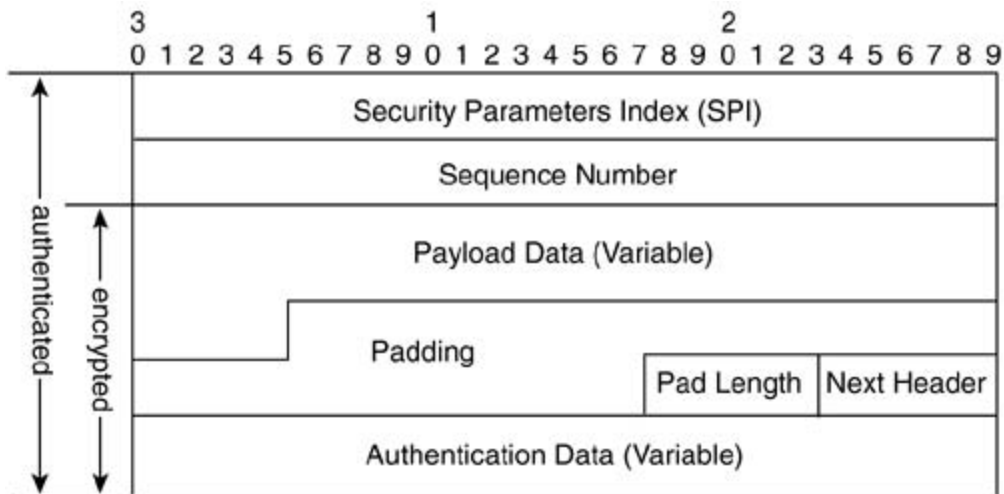 3 1 2
0 1 2 3 4 5 6 7 8 9 0 1 2 3 4 5 6 7 8 9 0 1 2 3 4 5 6 7 8 9
Security Parameters Index (SPI)
Sequence Number
authenticated
encrypted
Payload Data (Variable)
Padding
Pad Length Next Header
Authentication Data (Variable)